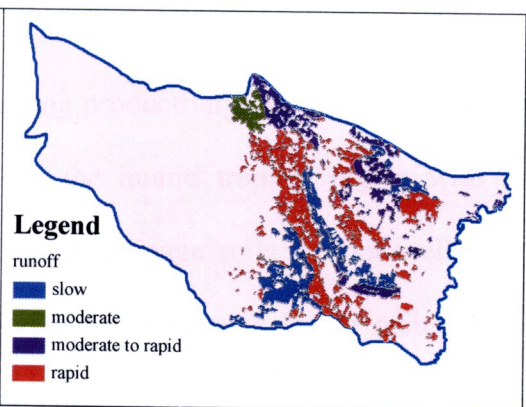 Legend
runoff
slow
moderate
moderate to rapid
rapid